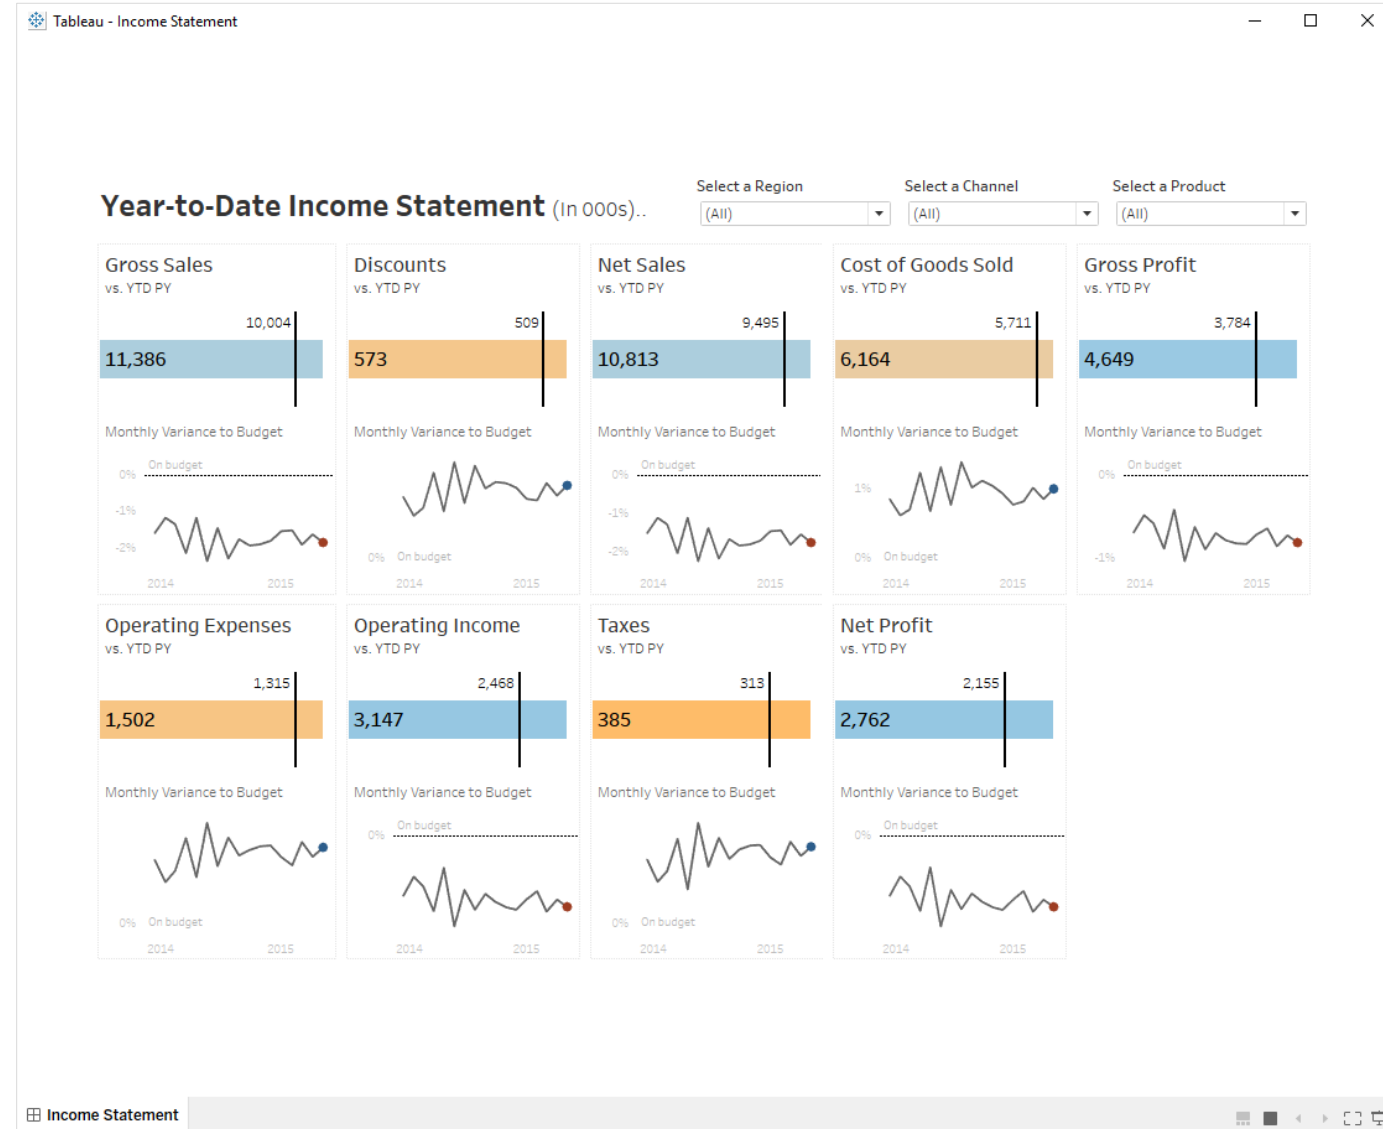 Tableau - Income Statement
Select a Region
Select a Channel
Select a Product
Year-to-Date Income Statement (In 000s)..
(All)
(All)
(All)
Gross Sales
vs. YTD PY
10,004
11,386
Monthly Variance to Budget
On budget
0%
-1%
-2%
2014 2015
Discounts
vs. YTD PY
509
573
Monthly Variance to Budget
0% On budget
2014 2015
Net Sales
vs. YTD PY
9,495
10,813
Monthly Variance to Budget
On budget
0%
-1%
-2%
2014 2015
Cost of Goods Sold
vs. YTD PY
5,711
6,164
Monthly Variance to Budget
1%
0% On budget
2014 2015
Gross Profit
vs. YTD PY
3,784
4,649
Monthly Variance to Budget
On budget
0%
-1%
2014 2015
Operating Expenses
vs. YTD PY
1,315
1,502
Monthly Variance to Budget
0% On budget
2014 2015
Operating Income
vs. YTD PY
2,468
3,147
Monthly Variance to Budget
On budget
0%
2014 2015
Taxes
vs. YTD PY
313
385
Monthly Variance to Budget
0% On budget
2014 2015
Net Profit
vs. YTD PY
2,155
2,762
Monthly Variance to Budget
On budget
0%
2014 2015
Income Statement